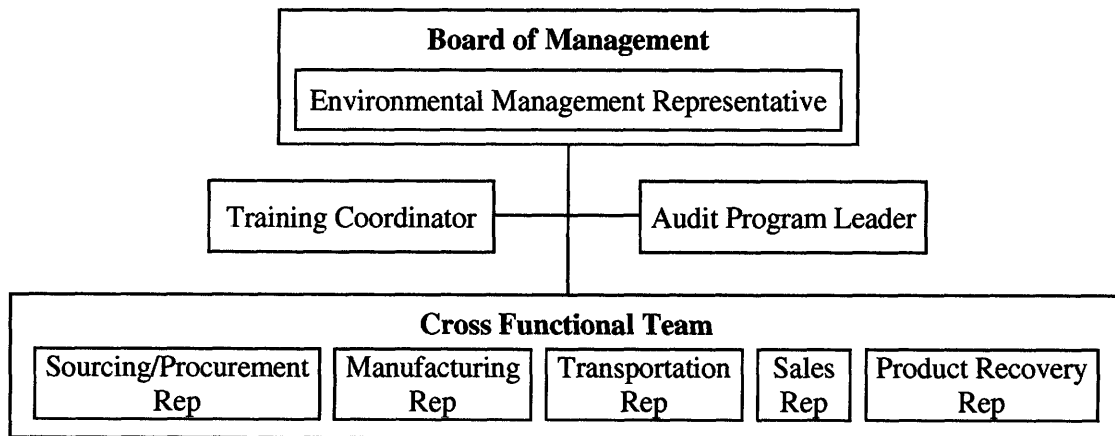 Board of Management
Environmental Management Representative
Training Coordinator
Audit Program Leader
Cross Functional Team
Sourcing/Procurement
Rep
Manufacturing
Rep
Transportation
Rep
Sales
Rep
Product Recovery
Rep